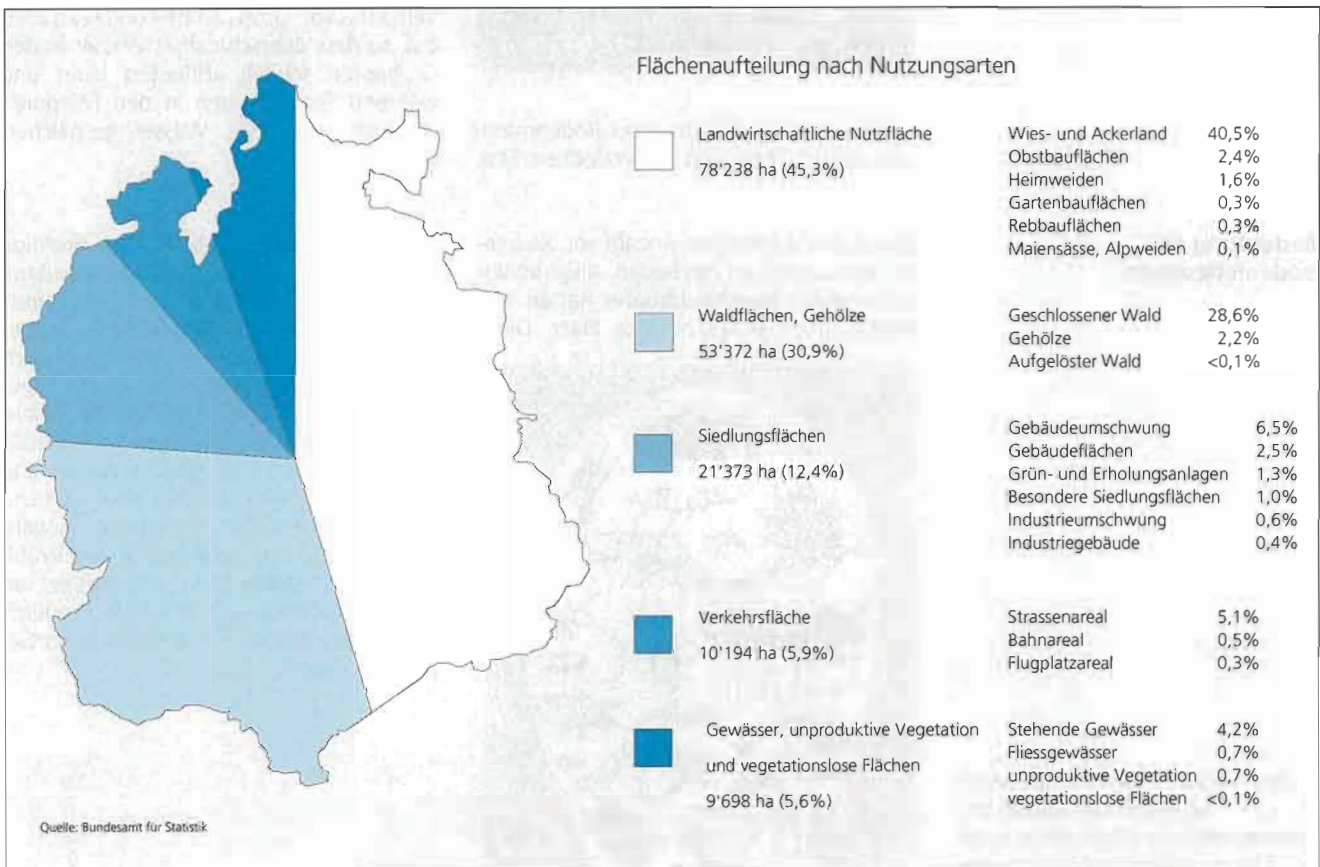 Flächenaufteilung nach Nutzungsarten
Landwirtschaftliche Nutzfläche
78'238 ha (45,3%)
Wies- und Ackerland 40,5%
Obstbauflächen 2,4%
Heimweiden 1,6%
Gartenbauflächen 0,3%
Rebbauflächen 0,3%
Maiensässe, Alpweiden 0,1%
Waldflächen, Gehölze
53'372 ha (30,9%)
Geschlossener Wald 28,6%
Gehölze 2,2%
Aufgelöster Wald <0,1%
Siedlungsflächen
21'373 ha (12,4%)
Gebäudeumschwung 6,5%
Gebäudeflächen 2,5%
Grün- und Erholungsanlagen 1,3%
Besondere Siedlungsflächen 1,0%
Industrieumschwung 0,6%
Industriegebäude 0,4%
Verkehrsfläche
10'194 ha (5,9%)
Strassenareal 5,1%
Bahnareal 0,5%
Flugplatzareal 0,3%
Gewässer, unproduktive Vegetation
und vegetationslose Flächen
9'698 ha (5,6%)
Stehende Gewässer 4,2%
Fliessgewässer 0,7%
unproduktive Vegetation 0,7%
vegetationslose Flächen <0,1%
Quelle: Bundesamt für Statistik